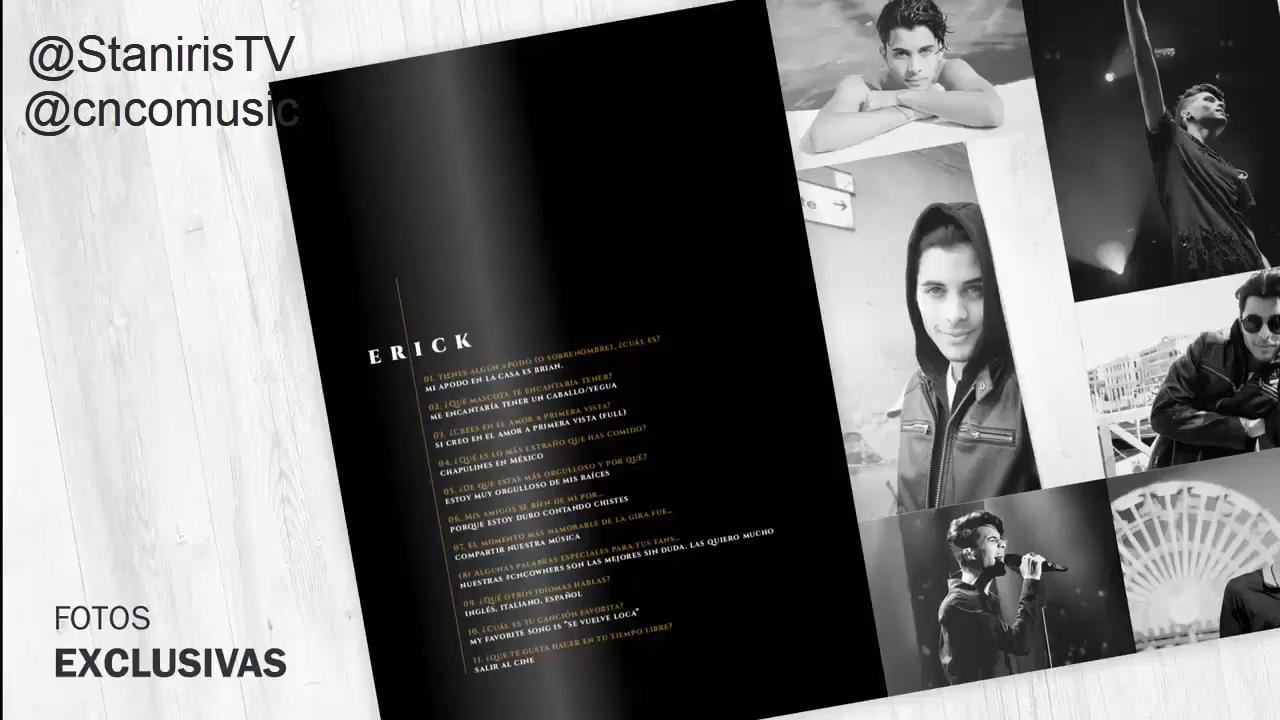 @StanirisTV
@cncomusic
ERICK
01. TIENES ALGÚN APODO (O SOBRENOMBRE), ¿CUÁL ES?
MI APODO EN LA CASA ES BRIAN.
02. ¿QUÉ MASCOTA TE ENCANTARÍA TENER?
ME ENCANTARÍA TENER UN CABALLO/YEGUA
03. ¿CREES EN EL AMOR A PRIMERA VISTA?
SI CREO EN EL AMOR A PRIMERA VISTA (FULL)
04. ¿QUÉ ES LO MÁS EXTRAÑO QUE HAS COMIDO?
CHAPULINES EN MÉXICO
05. ¿DE QUE ESTAS MÁS ORGULLOSO Y POR QUÉ?
ESTOY MUY ORGULLOSO DE MIS RAÍCES
06. MIS AMIGOS SE RÍEN DE MI POR...
PORQUE ESTOY DURO CONTANDO CHISTES
07. EL MOMENTO MÁS MEMORABLE DE LA GIRA FUE...
COMPARTIR NUESTRA MÚSICA
(8) ALGUNAS PALABRAS ESPECIALES PARA TUS FANS...
NUESTRAS #CNCOWNERS SON LAS MEJORES SIN DUDA, LAS QUIERO MUCHO
09. ¿QUÉ OTROS IDIOMAS HABLAS?
INGLÉS, ITALIANO, ESPAÑOL
10. ¿CUÁL ES TU CANCIÓN FAVORITA?
MY FAVORITE SONG IS "SE VUELVE LOCA"
11. ¿QUE TE GUSTA HACER EN TU TIEMPO LIBRE?
SALIR AL CINE
FOTOS
EXCLUSIVAS